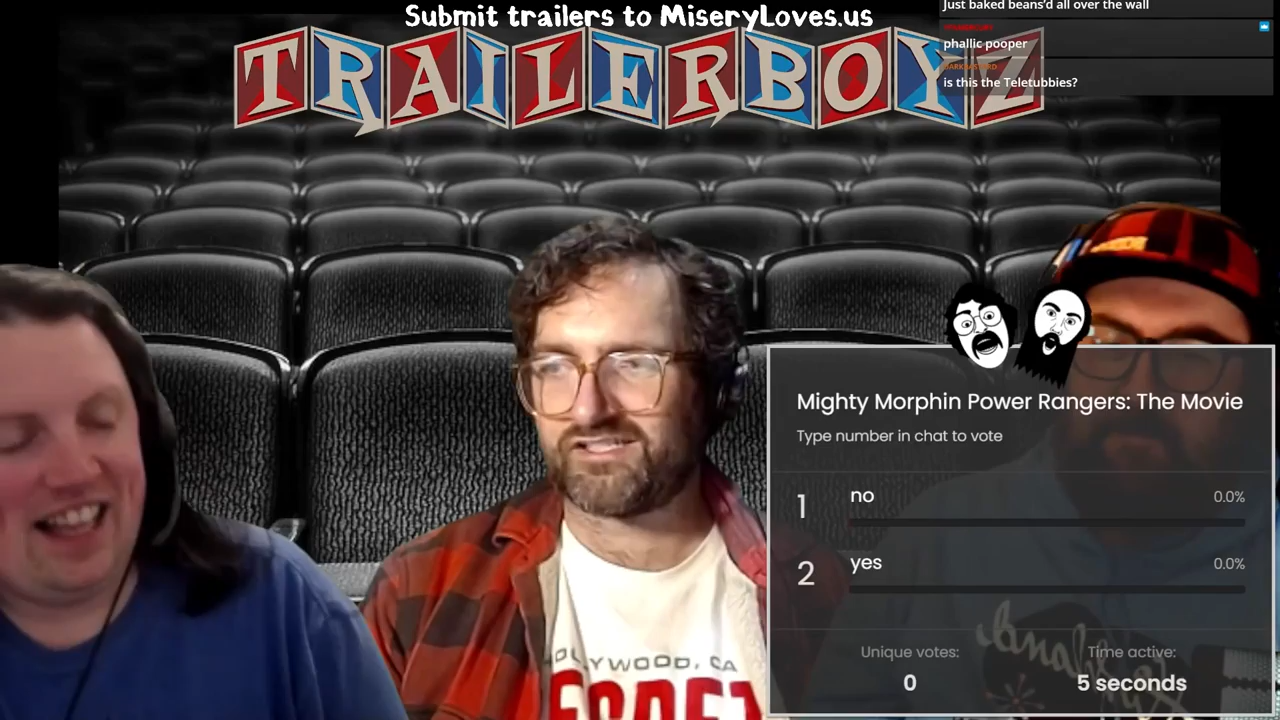 Submit trailers to MiseryLoves.us
TRAILERBOYZ
Just baked beans'd all over the wall
phallic pooper
is this the Teletubbies?
Mighty Morphin Power Rangers: The Movie
Type number in chat to vote
1 no 0.0%
2 yes 0.0%
Unique votes: Time active:
0 5 seconds
HOLLYWOOD, CA